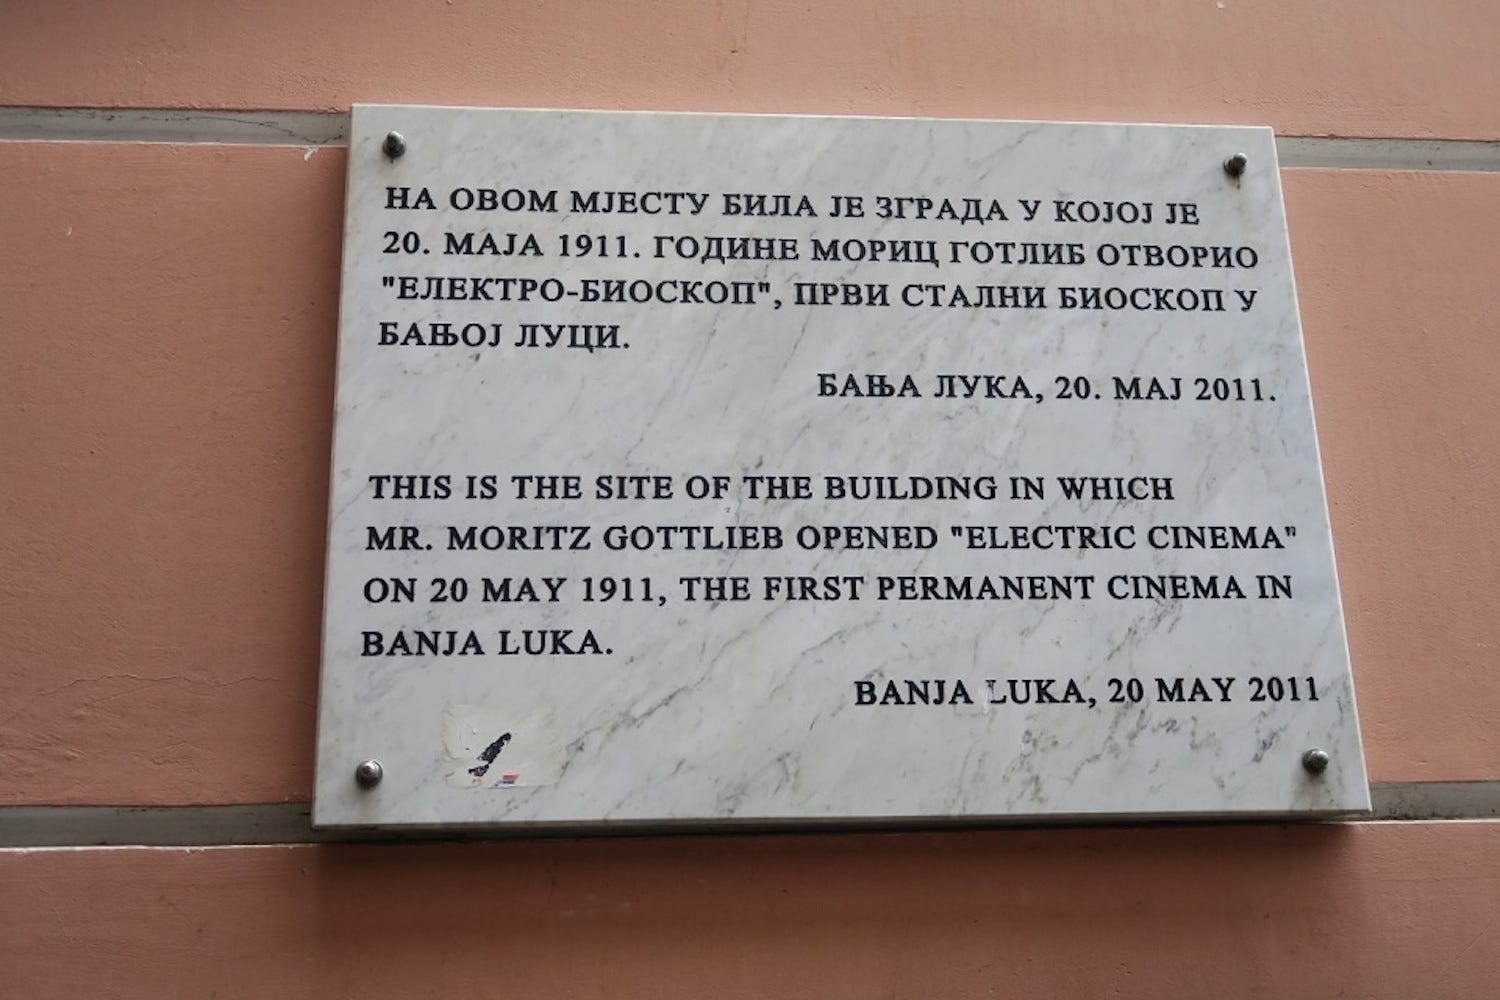 НА ОВОМ МЈЕСТУ БИЛА ЈЕ ЗГРАДА У КОЈОЈ ЈЕ
20. МАЈА 1911. ГОДИНЕ МОРИЦ ГОТЛИБ ОТВОРИО
"ЕЛЕКТРО-БИОСКОП", ПРВИ СТАЛНИ БИОСКОП У
БАЊОЈ ЛУЦИ.
БАЊА ЛУКА, 20. МАЈ 2011.
THIS IS THE SITE OF THE BUILDING IN WHICH
MR. MORITZ GOTTLIEB OPENED "ELECTRIC CINEMA"
ON 20 MAY 1911, THE FIRST PERMANENT CINEMA IN
BANJA LUKA.
BANJA LUKA, 20 MAY 2011